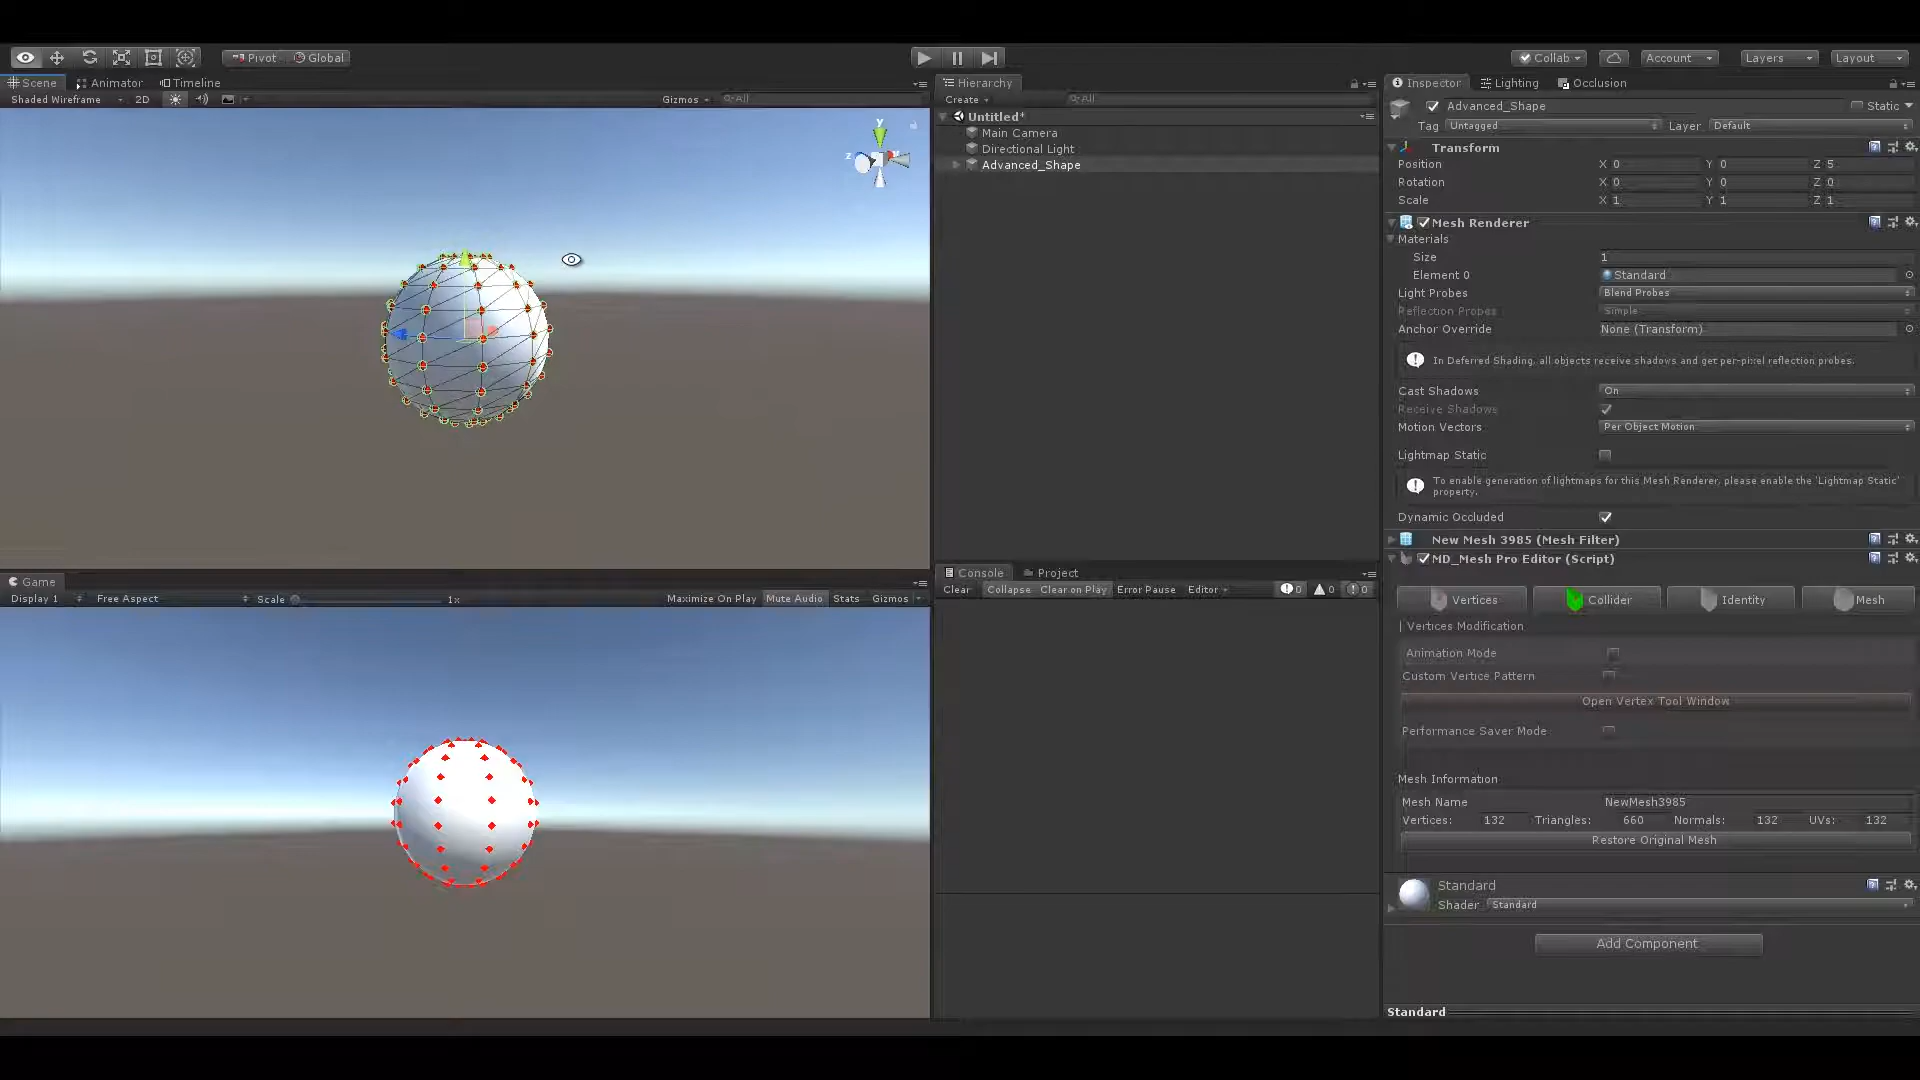 Pivot Global
Collab Account Layers Layout
Scene Animator Timeline
Shaded Wireframe 2D Gizmos All
y
z
Game
Display 1 Free Aspect Scale 1x Maximize On Play Mute Audio Stats Gizmos
Hierarchy
Create All
Untitled*
Main Camera
Directional Light
Advanced_Shape
Console Project
Clear Collapse Clear on Play Error Pause Editor 0 0 0
Inspector Lighting Occlusion
Advanced_Shape Static
Tag Untagged Layer Default
Transform
Position X 0 Y 0 Z 5
Rotation X 0 Y 0 Z 0
Scale X 1 Y 1 Z 1
Mesh Renderer
Materials
Size 1
Element 0 Standard
Light Probes Blend Probes
Reflection Probes Simple
Anchor Override None (Transform)
In Deferred Shading, all objects receive shadows and get per-pixel reflection probes.
Cast Shadows On
Receive Shadows
Motion Vectors Per Object Motion
Lightmap Static
To enable generation of lightmaps for this Mesh Renderer, please enable the 'Lightmap Static'
property.
Dynamic Occluded
New Mesh 3985 (Mesh Filter)
MD_Mesh Pro Editor (Script)
Vertices Collider Identity Mesh
| Vertices Modification
Animation Mode
Custom Vertice Pattern
Open Vertex Tool Window
Performance Saver Mode
Mesh Information
Mesh Name NewMesh3985
Vertices: 132 Triangles: 660 Normals: 132 UVs: 132
Restore Original Mesh
Standard
Shader Standard
Add Component
Standard